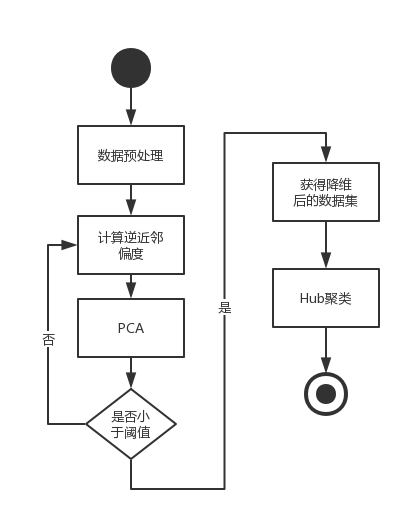 数据预处理
计算逆近邻
偏度
PCA
否
是否小
于阈值
是
获得降维
后的数据集
Hub聚类